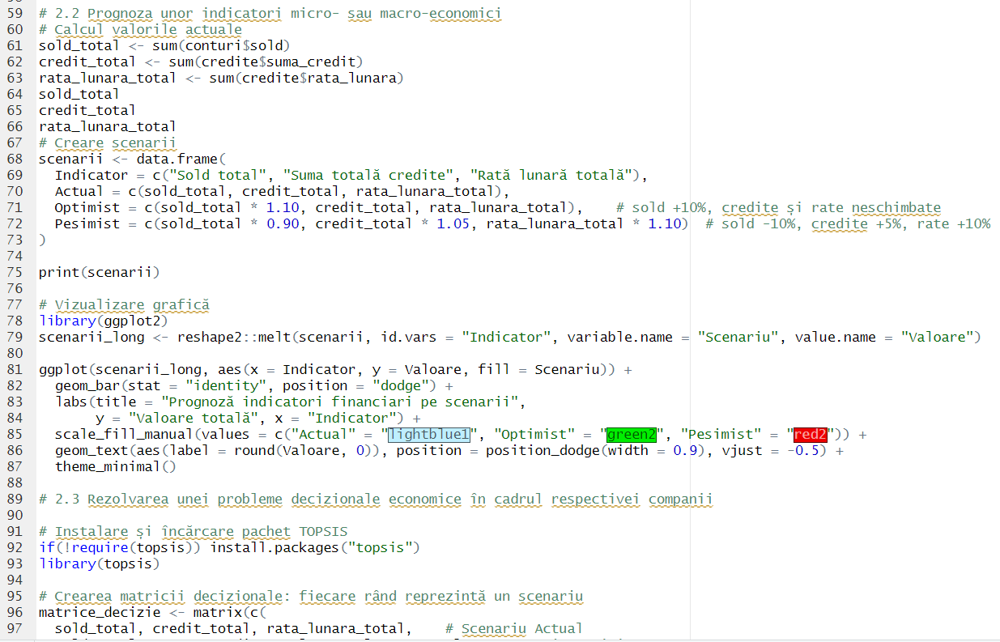 59 # 2.2 Prognoza unor indicatori micro- sau macro-economici
60 # Calcul valorile actuale
61 sold_total <- sum(conturi$sold)
62 credit_total <- sum(credite$suma_credit)
63 rata_lunara_total <- sum(credite$rata_lunara)
64 sold_total
65 credit_total
66 rata_lunara_total
67 # Creare scenarii
68 scenarii <- data.frame(
69   Indicator = c("Sold total", "Suma totală credite", "Rată lunară totală"),
70   Actual = c(sold_total, credit_total, rata_lunara_total),
71   Optimist = c(sold_total * 1.10, credit_total, rata_lunara_total),    # sold +10%, credite și rate neschimbate
72   Pesimist = c(sold_total * 0.90, credit_total * 1.05, rata_lunara_total * 1.10)  # sold -10%, credite +5%, rate +10%
73 )
74
75 print(scenarii)
76
77 # Vizualizare grafică
78 library(ggplot2)
79 scenarii_long <- reshape2::melt(scenarii, id.vars = "Indicator", variable.name = "Scenariu", value.name = "Valoare")
80
81 ggplot(scenarii_long, aes(x = Indicator, y = Valoare, fill = Scenariu)) +
82   geom_bar(stat = "identity", position = "dodge") +
83   labs(title = "Prognoză indicatori financiari pe scenarii",
84        y = "Valoare totală", x = "Indicator") +
85   scale_fill_manual(values = c("Actual" = "lightblue1", "Optimist" = "green2", "Pesimist" = "red2")) +
86   geom_text(aes(label = round(Valoare, 0)), position = position_dodge(width = 0.9), vjust = -0.5) +
87   theme_minimal()
88
89 # 2.3 Rezolvarea unei probleme decizionale economice în cadrul respectivei companii
90
91 # Instalare și încărcare pachet TOPSIS
92 if(!require(topsis)) install.packages("topsis")
93 library(topsis)
94
95 # Crearea matricii decizionale: fiecare rând reprezintă un scenariu
96 matrice_decizie <- matrix(c(
97   sold_total, credit_total, rata_lunara_total,    # Scenariu Actual